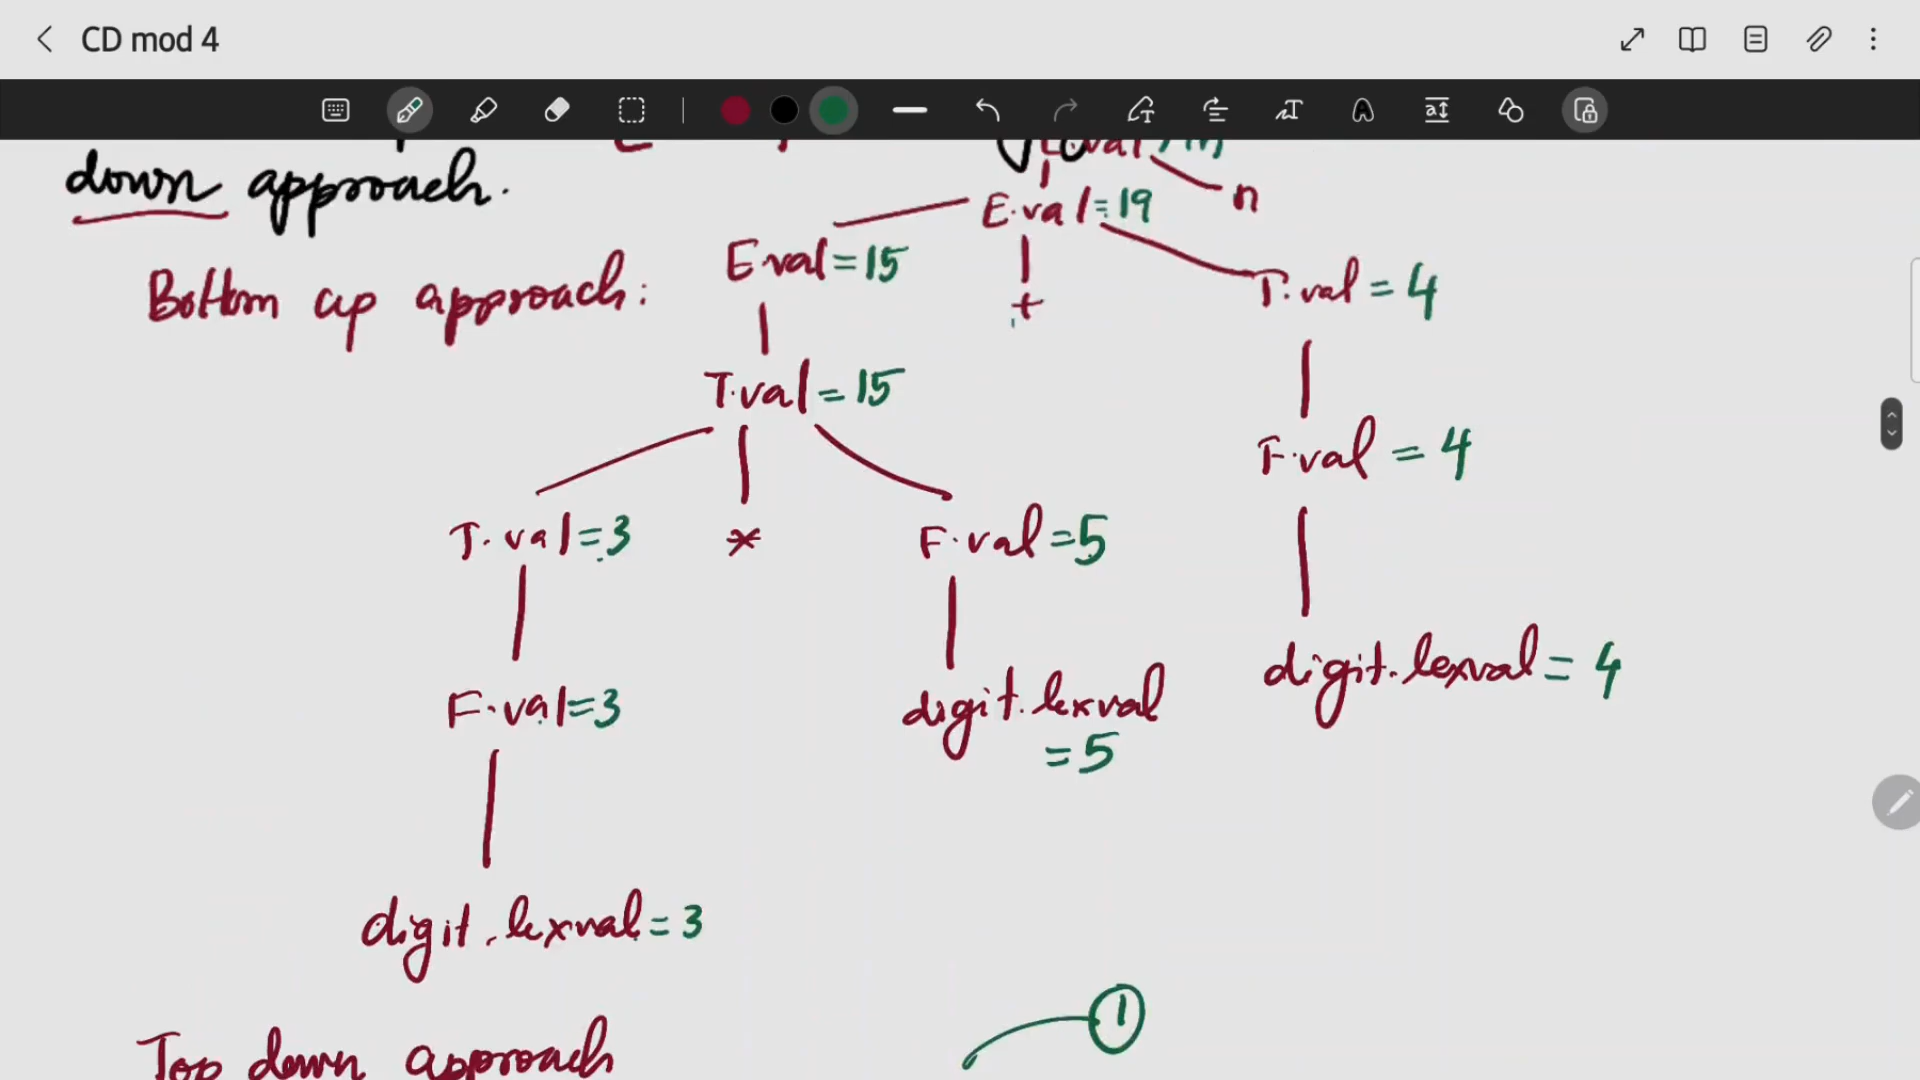 CD mod 4
down approach.
n
E.val=19
E.val=15
Bottom up approach:
T.val = 4
+
T.val=15
F.val = 4
T.val=3
*
F.val=5
digit.lexval = 4
F.val=3
digit.lexval
=5
digit.lexval=3
1
Top down approach